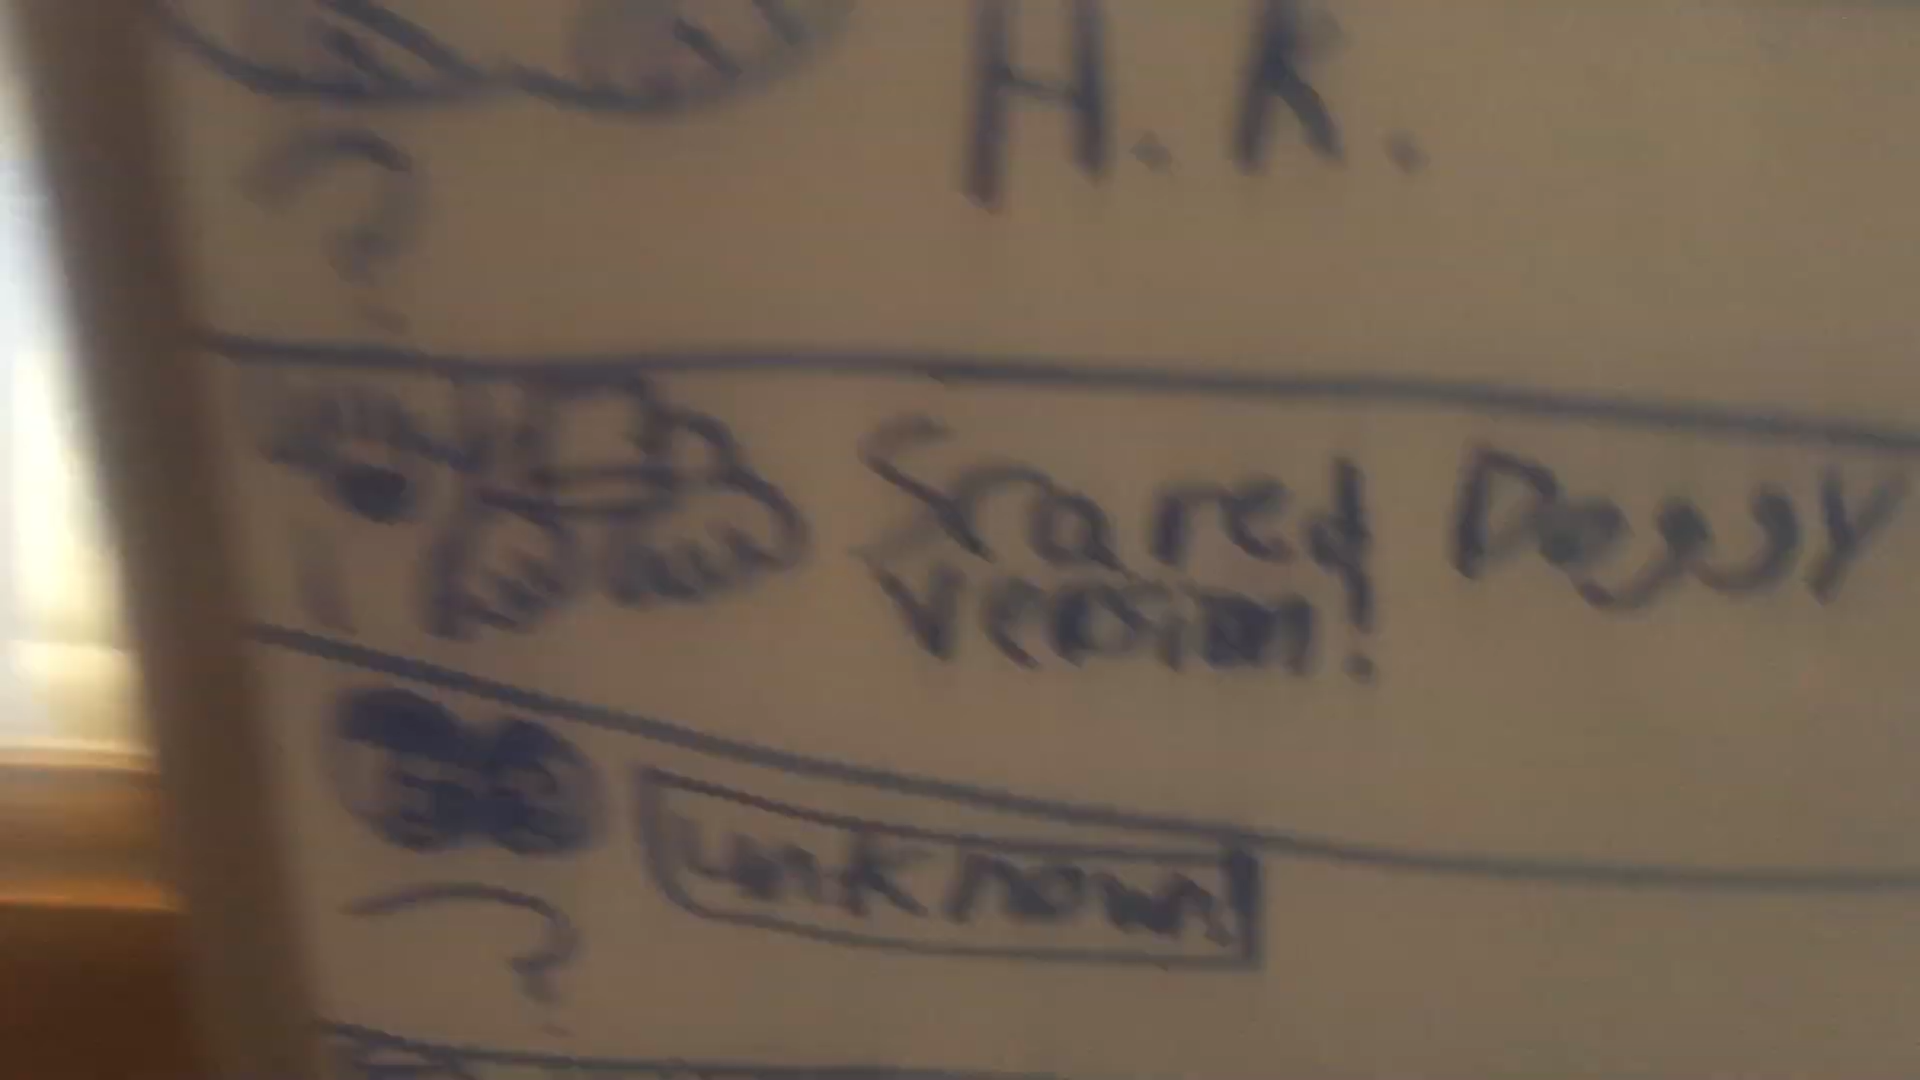 H.R.
?
Scared
version!
?
unknown